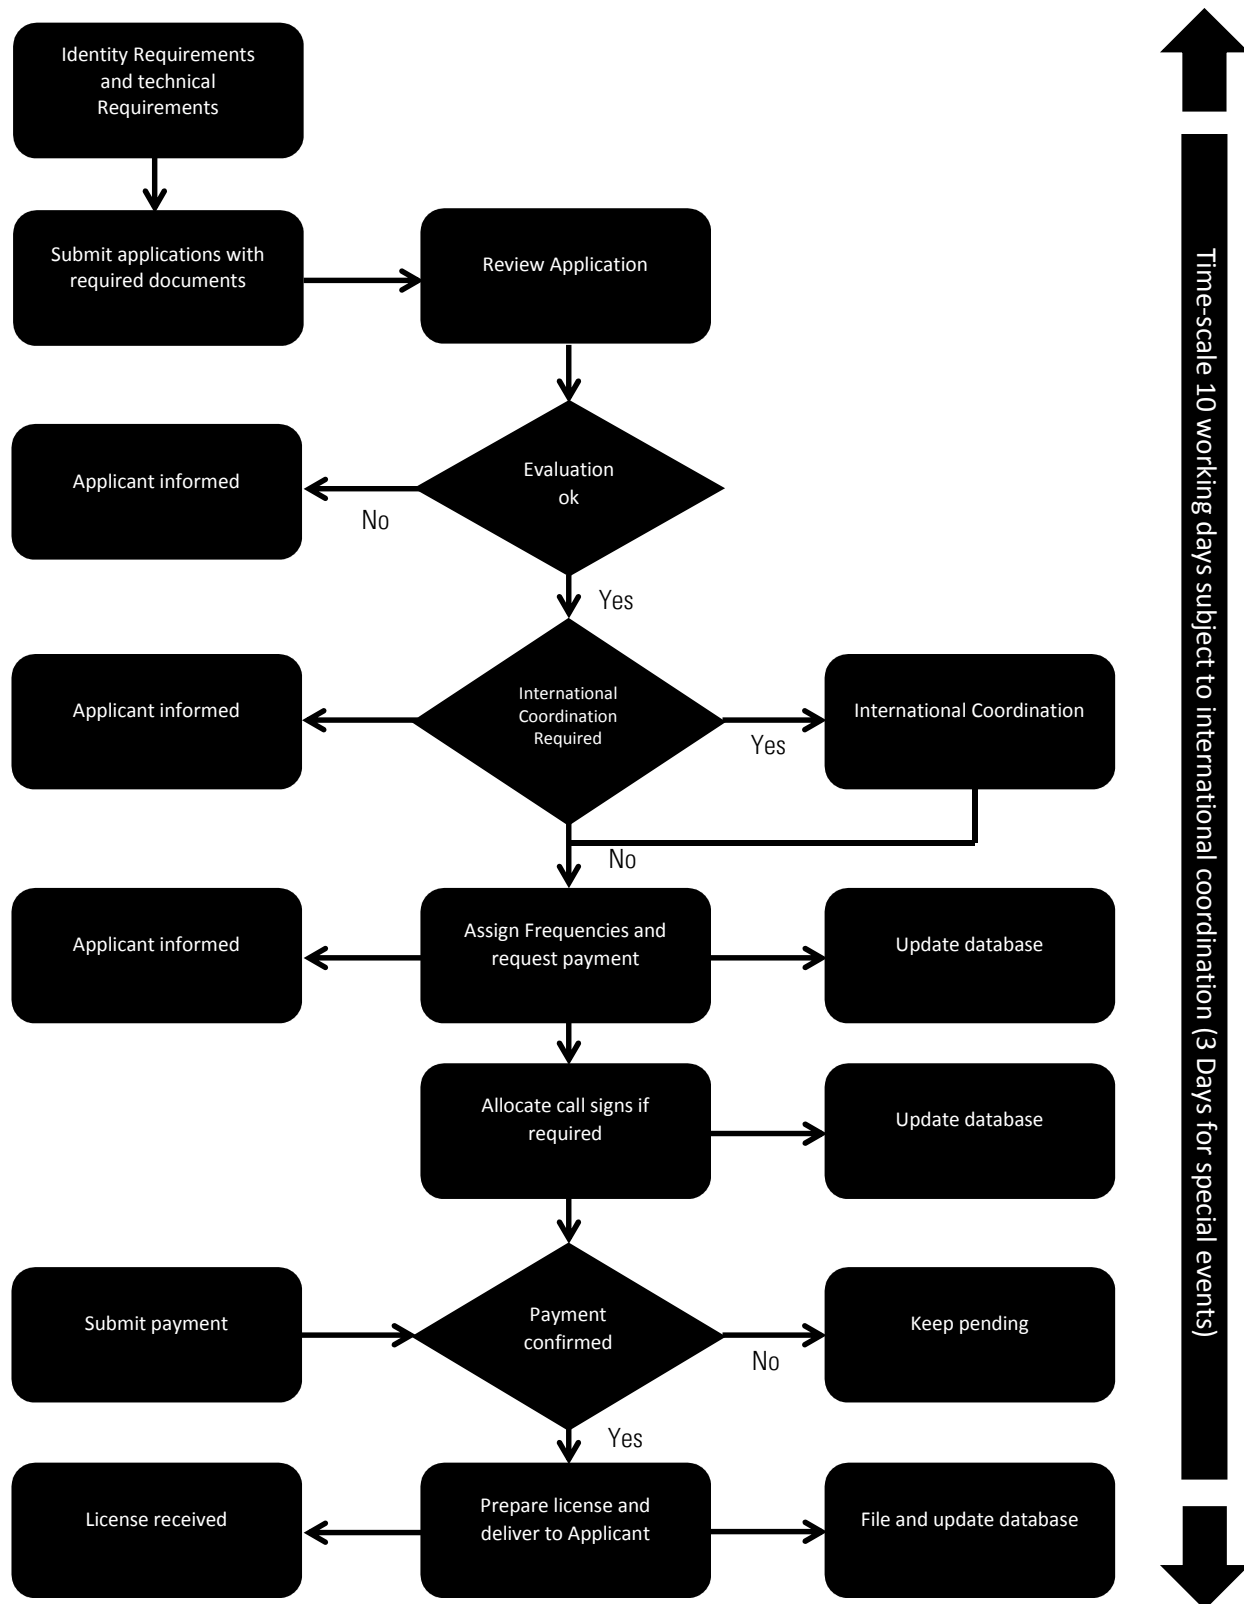 Identity Requirements
and technical
Requirements
Submit applications with
required documents
Review Application
Evaluation
ok
No
Applicant informed
Yes
International
Coordination
Required
Applicant informed
Yes
International Coordination
No
Assign Frequencies and
request payment
Applicant informed
Update database
Allocate call signs if
required
Update database
Submit payment
Payment
confirmed
No
Keep pending
Yes
Prepare license and
deliver to Applicant
License received
File and update database
Time-scale 10 working days subject to international coordination (3 Days for special events)